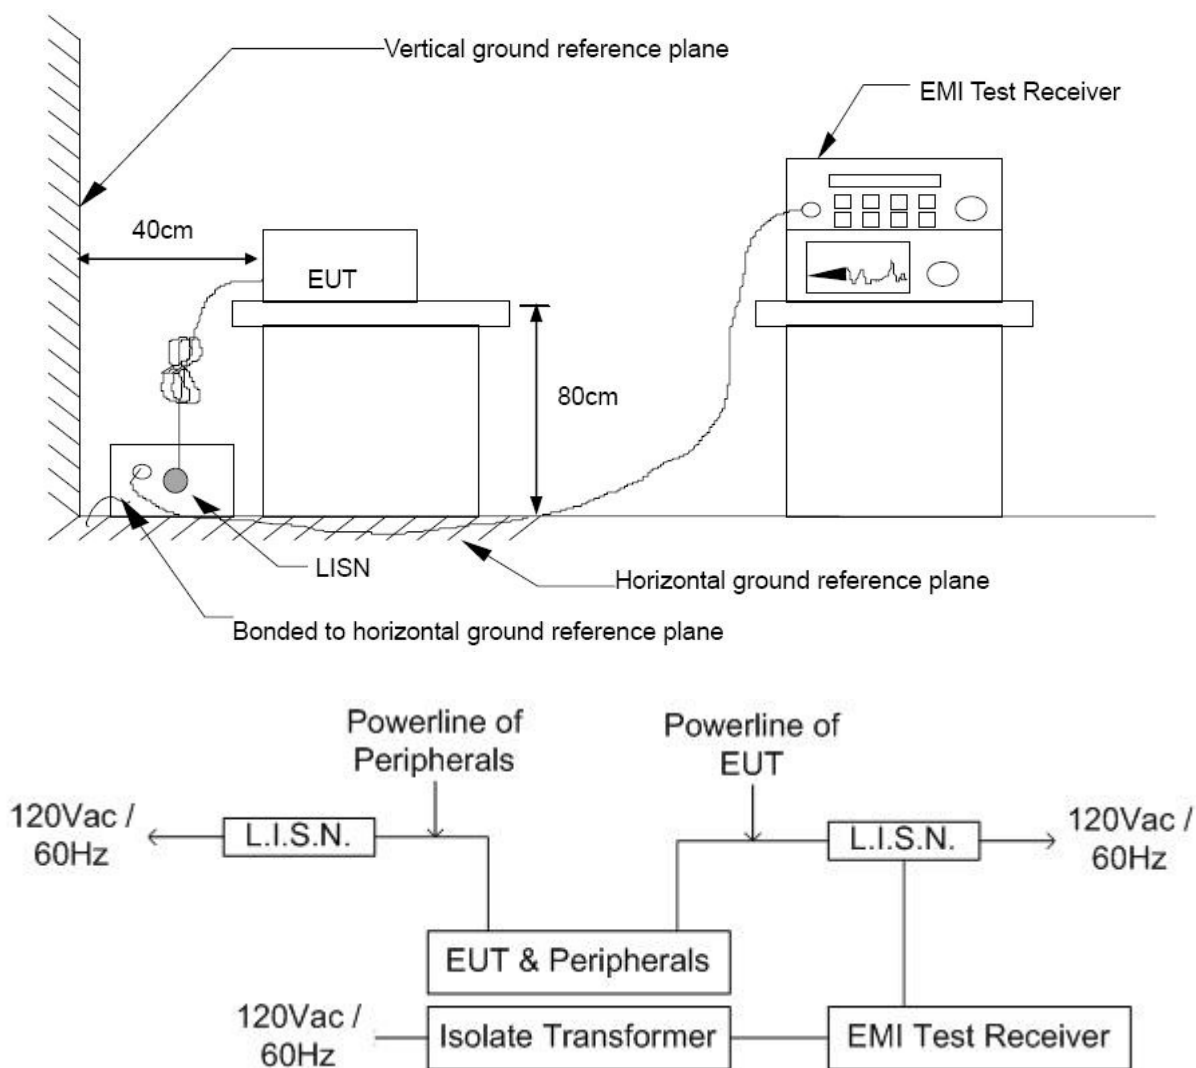 Vertical ground reference plane
EMI Test Receiver
40cm
EUT
80cm
LISN
Horizontal ground reference plane
Bonded to horizontal ground reference plane
Powerline of
Peripherals
Powerline of
EUT
120Vac /
60Hz
L.I.S.N.
L.I.S.N.
120Vac /
60Hz
EUT & Peripherals
120Vac /
60Hz
Isolate Transformer
EMI Test Receiver